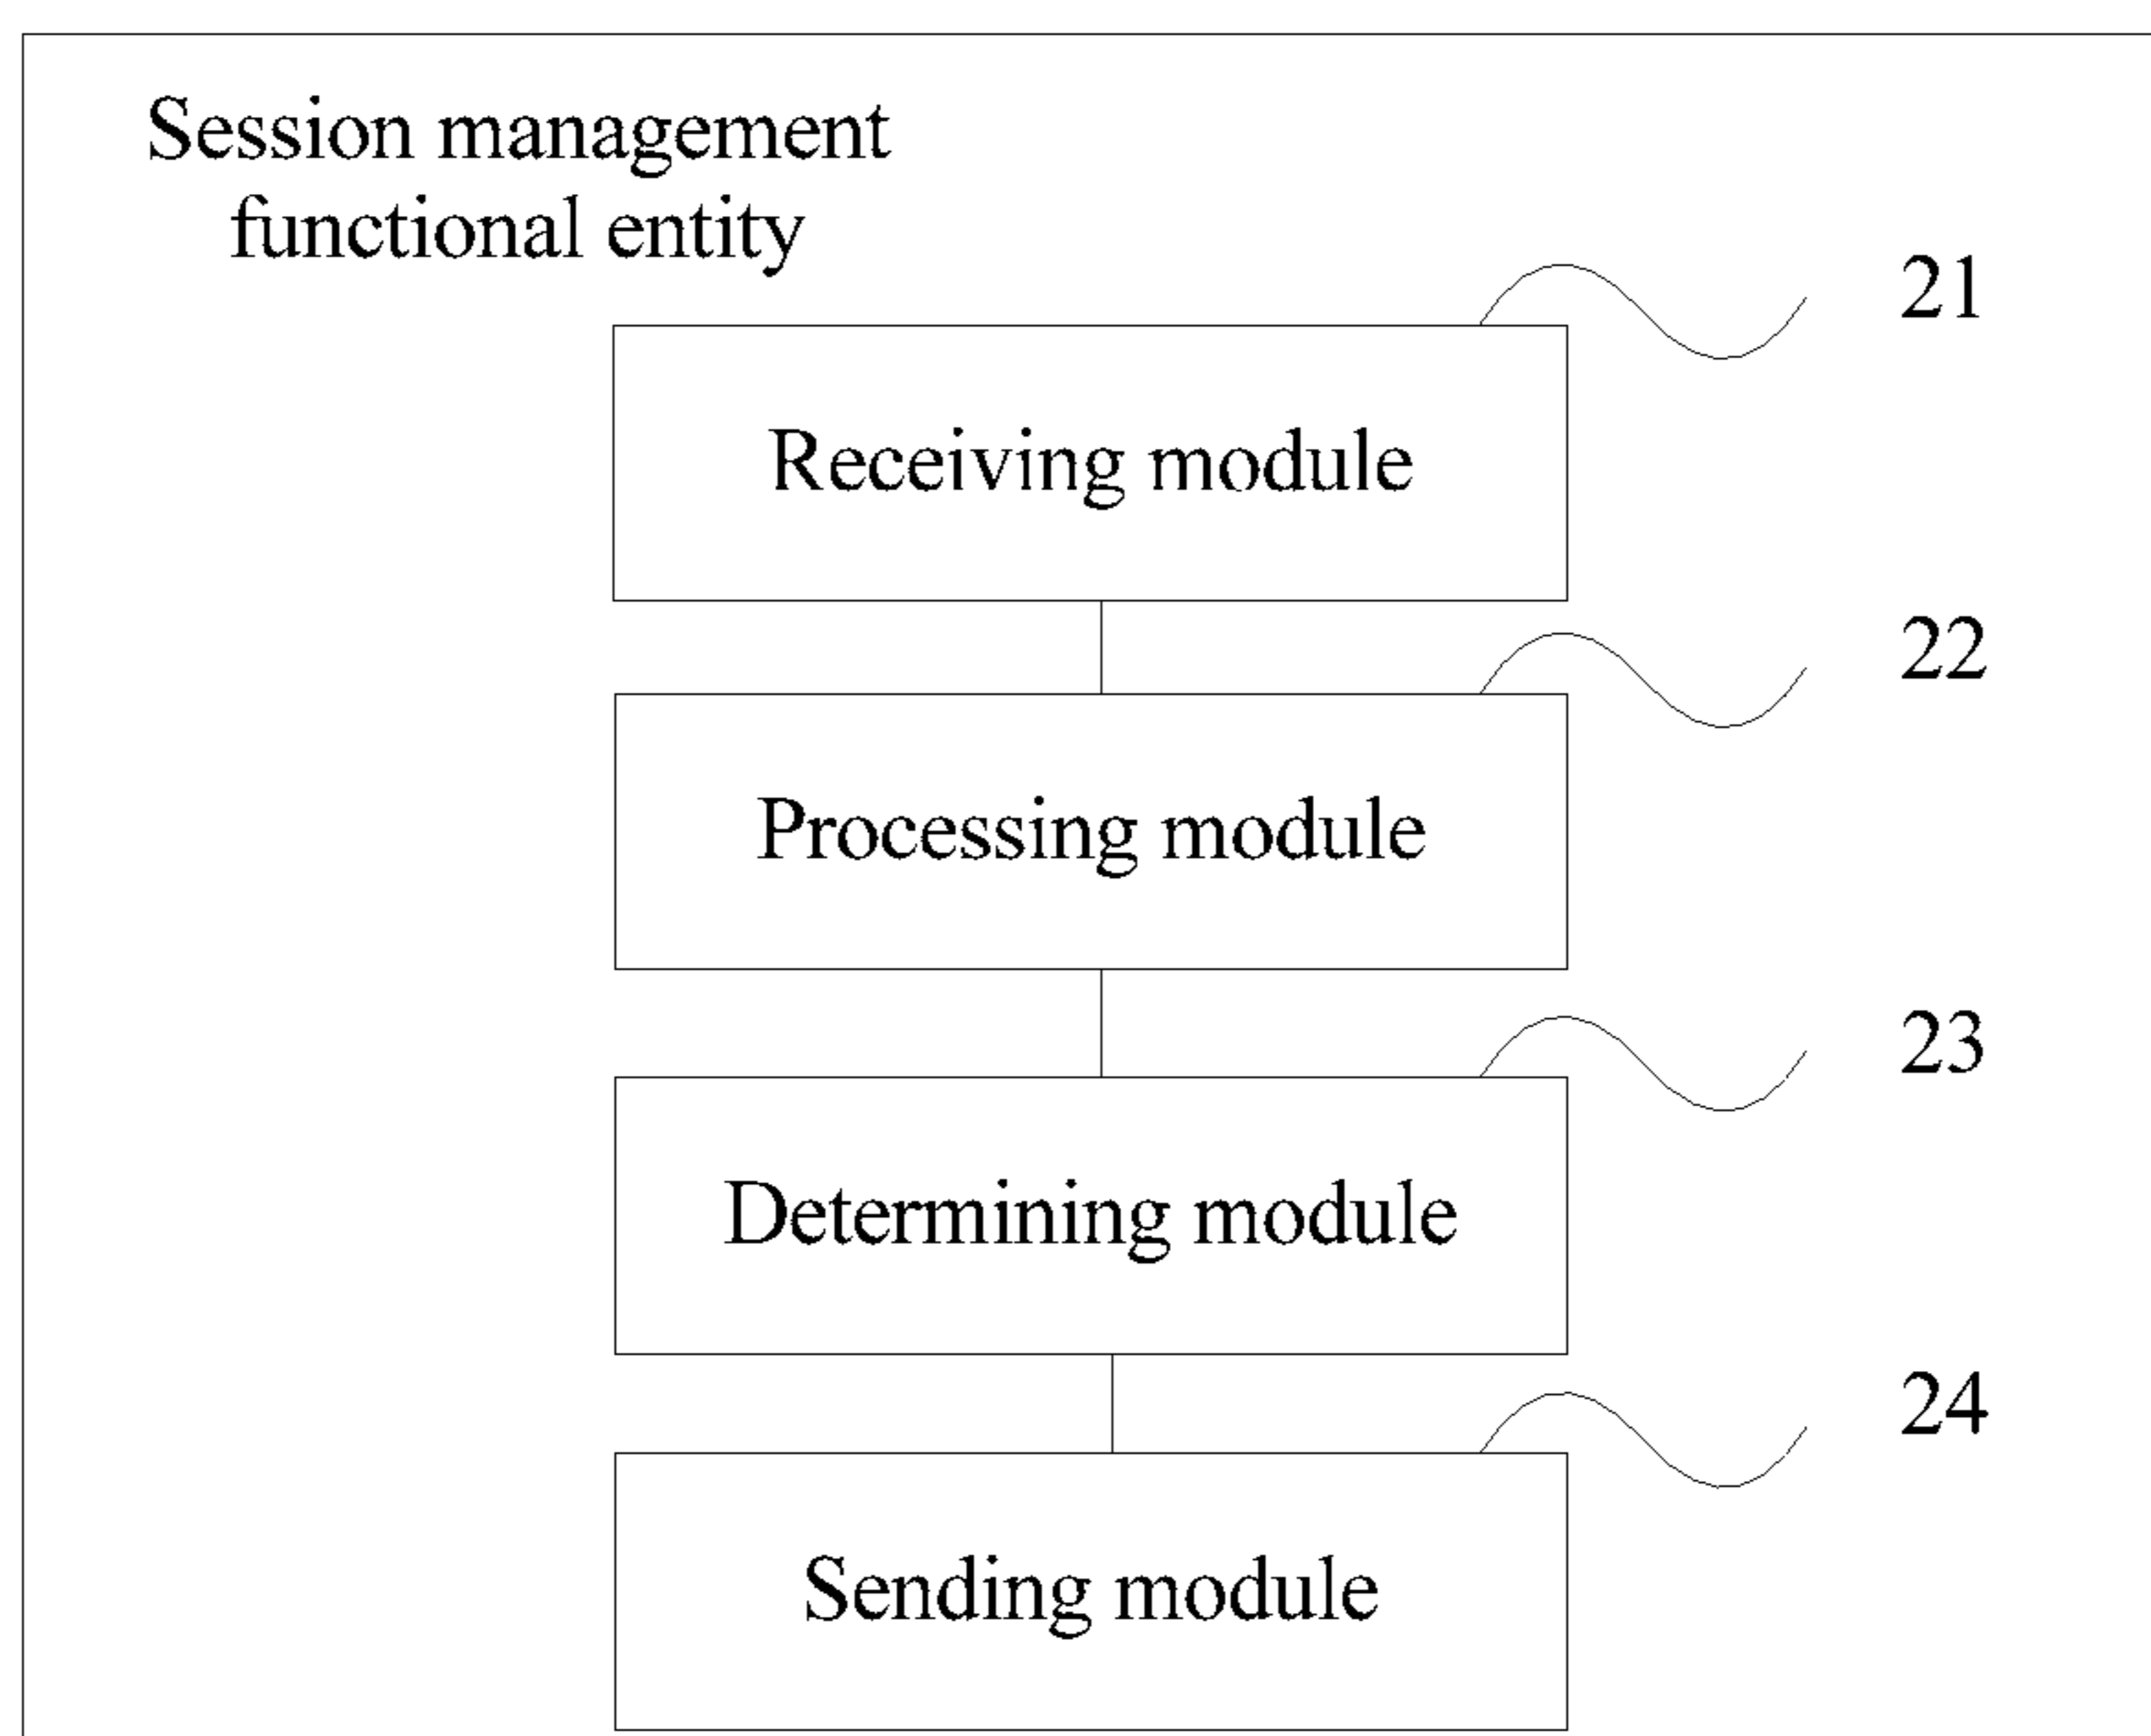 Session management
functional entity
21
Receiving module
22
Processing module
23
Determining module
24
Sending module